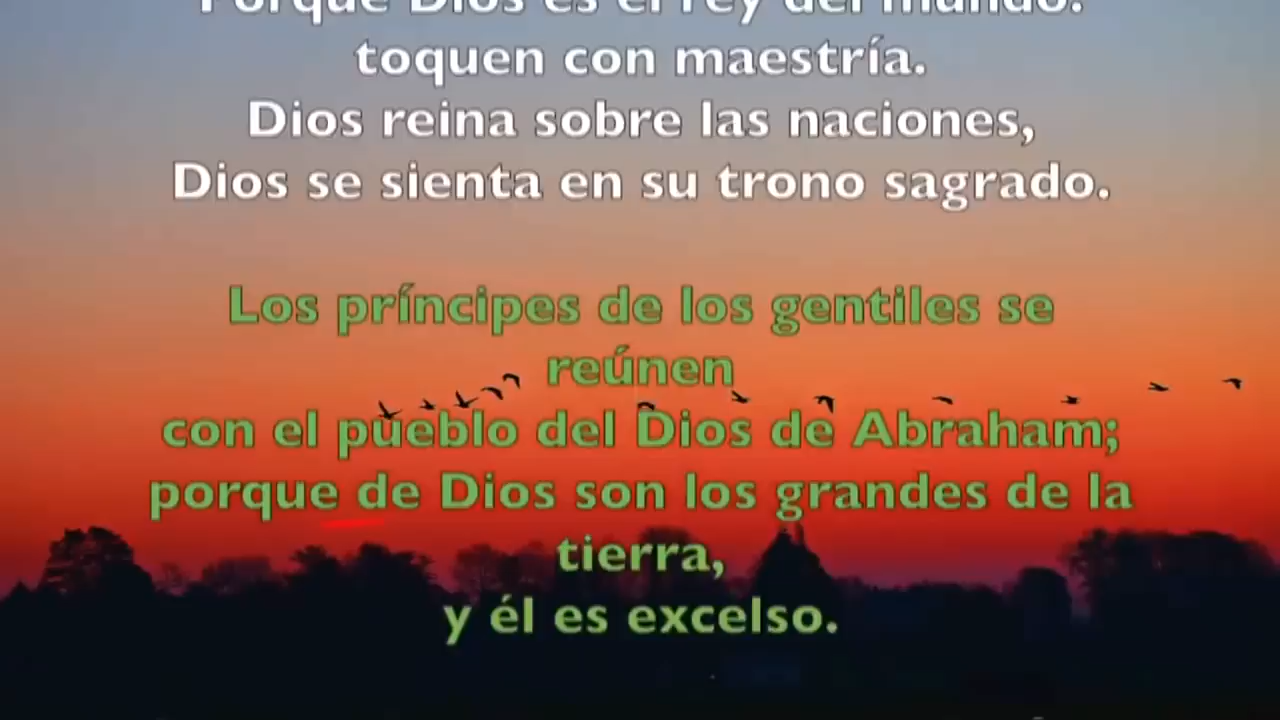 Porque Dios es el rey del mundo:
toquen con maestría.
Dios reina sobre las naciones,
Dios se sienta en su trono sagrado.
Los príncipes de los gentiles se
reúnen
con el pueblo del Dios de Abraham;
porque de Dios son los grandes de la
tierra,
y él es excelso.